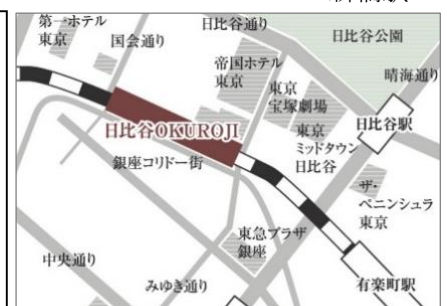 第一ホテル
東京
国会通り
日比谷通り
日比谷公園
帝国ホテル
東京
晴海通り
東京
宝塚劇場
日比谷駅
日比谷OKUROJI
東京
ミッドタウン
日比谷
銀座コリドー街
ザ・
ペニンシュラ
東京
東急プラザ
銀座
中央通り
みゆき通り
有楽町駅